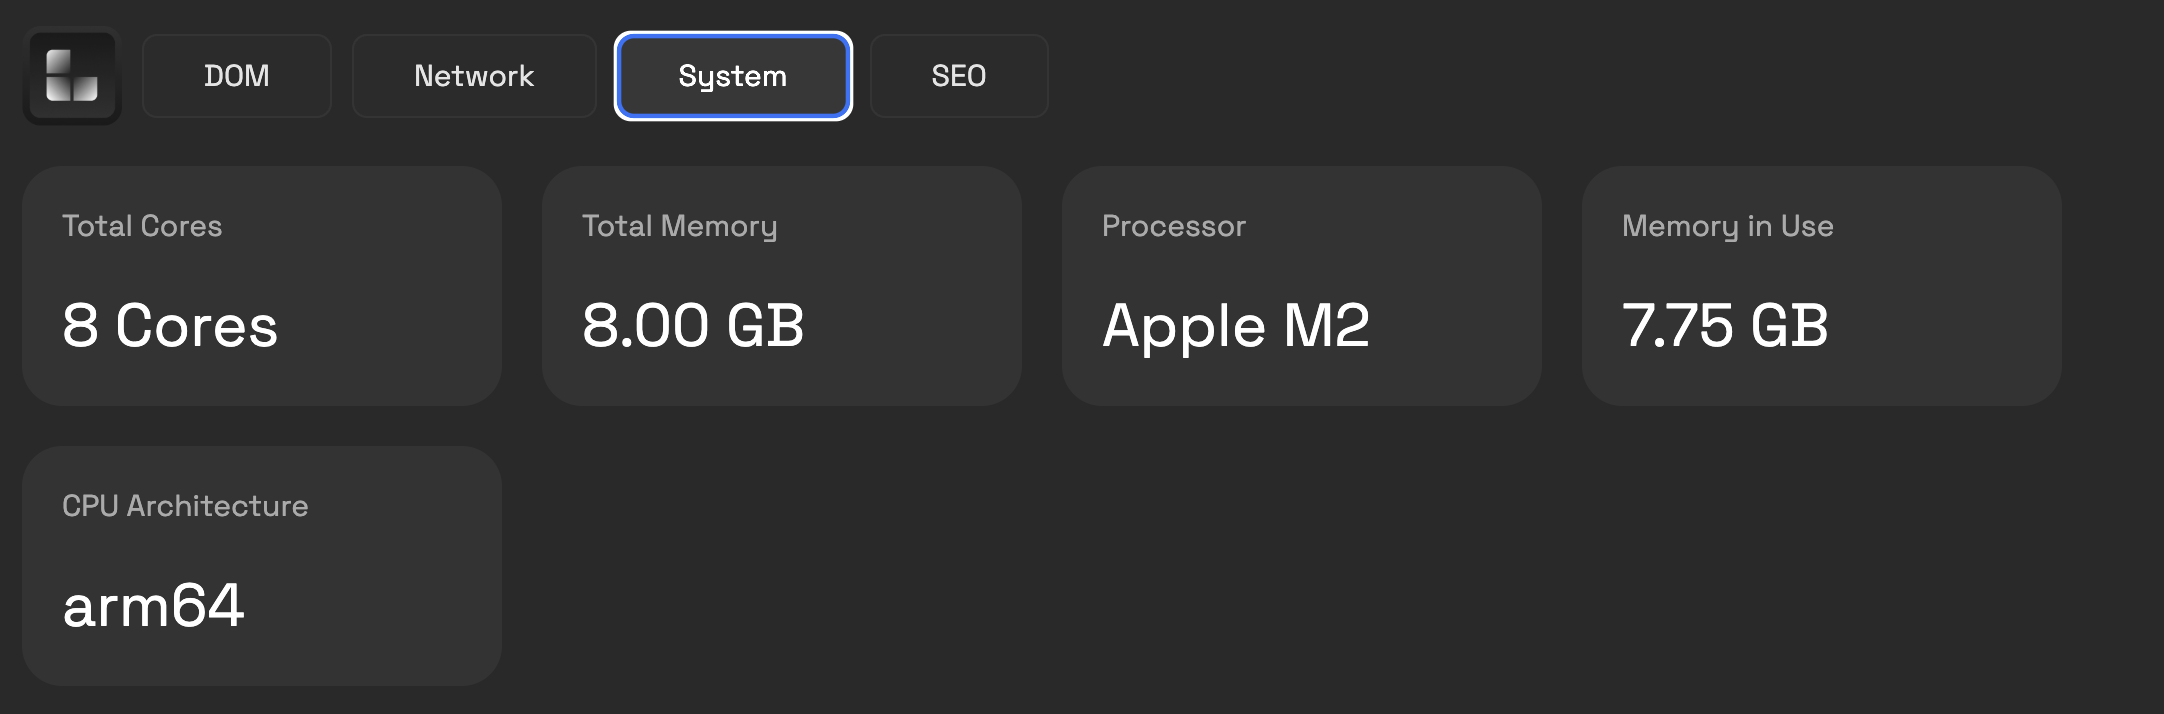 DOM Network System SEO
Total Cores
8 Cores
Total Memory
8.00 GB
Processor
Apple M2
Memory in Use
7.75 GB
CPU Architecture
arm64